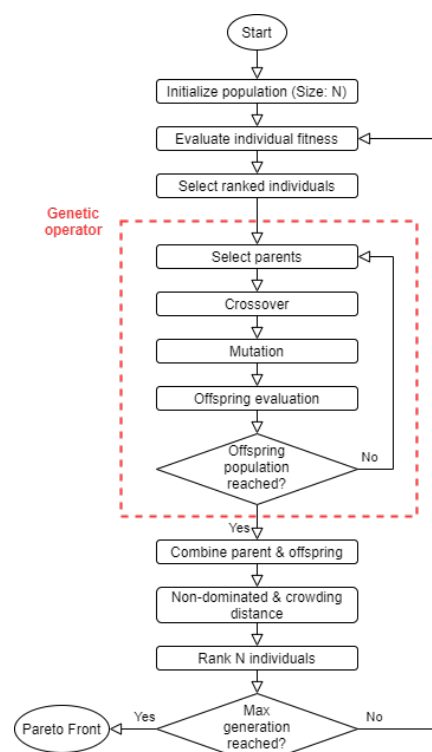 Start
Initialize population (Size: N)
Evaluate individual fitness
Select ranked individuals
Genetic
operator
Select parents
Crossover
Mutation
Offspring evaluation
Offspring
population
reached?
No
Yes
Combine parent & offspring
Non-dominated & crowding
distance
Rank N individuals
Max
generation
reached?
Yes
No
Pareto Front